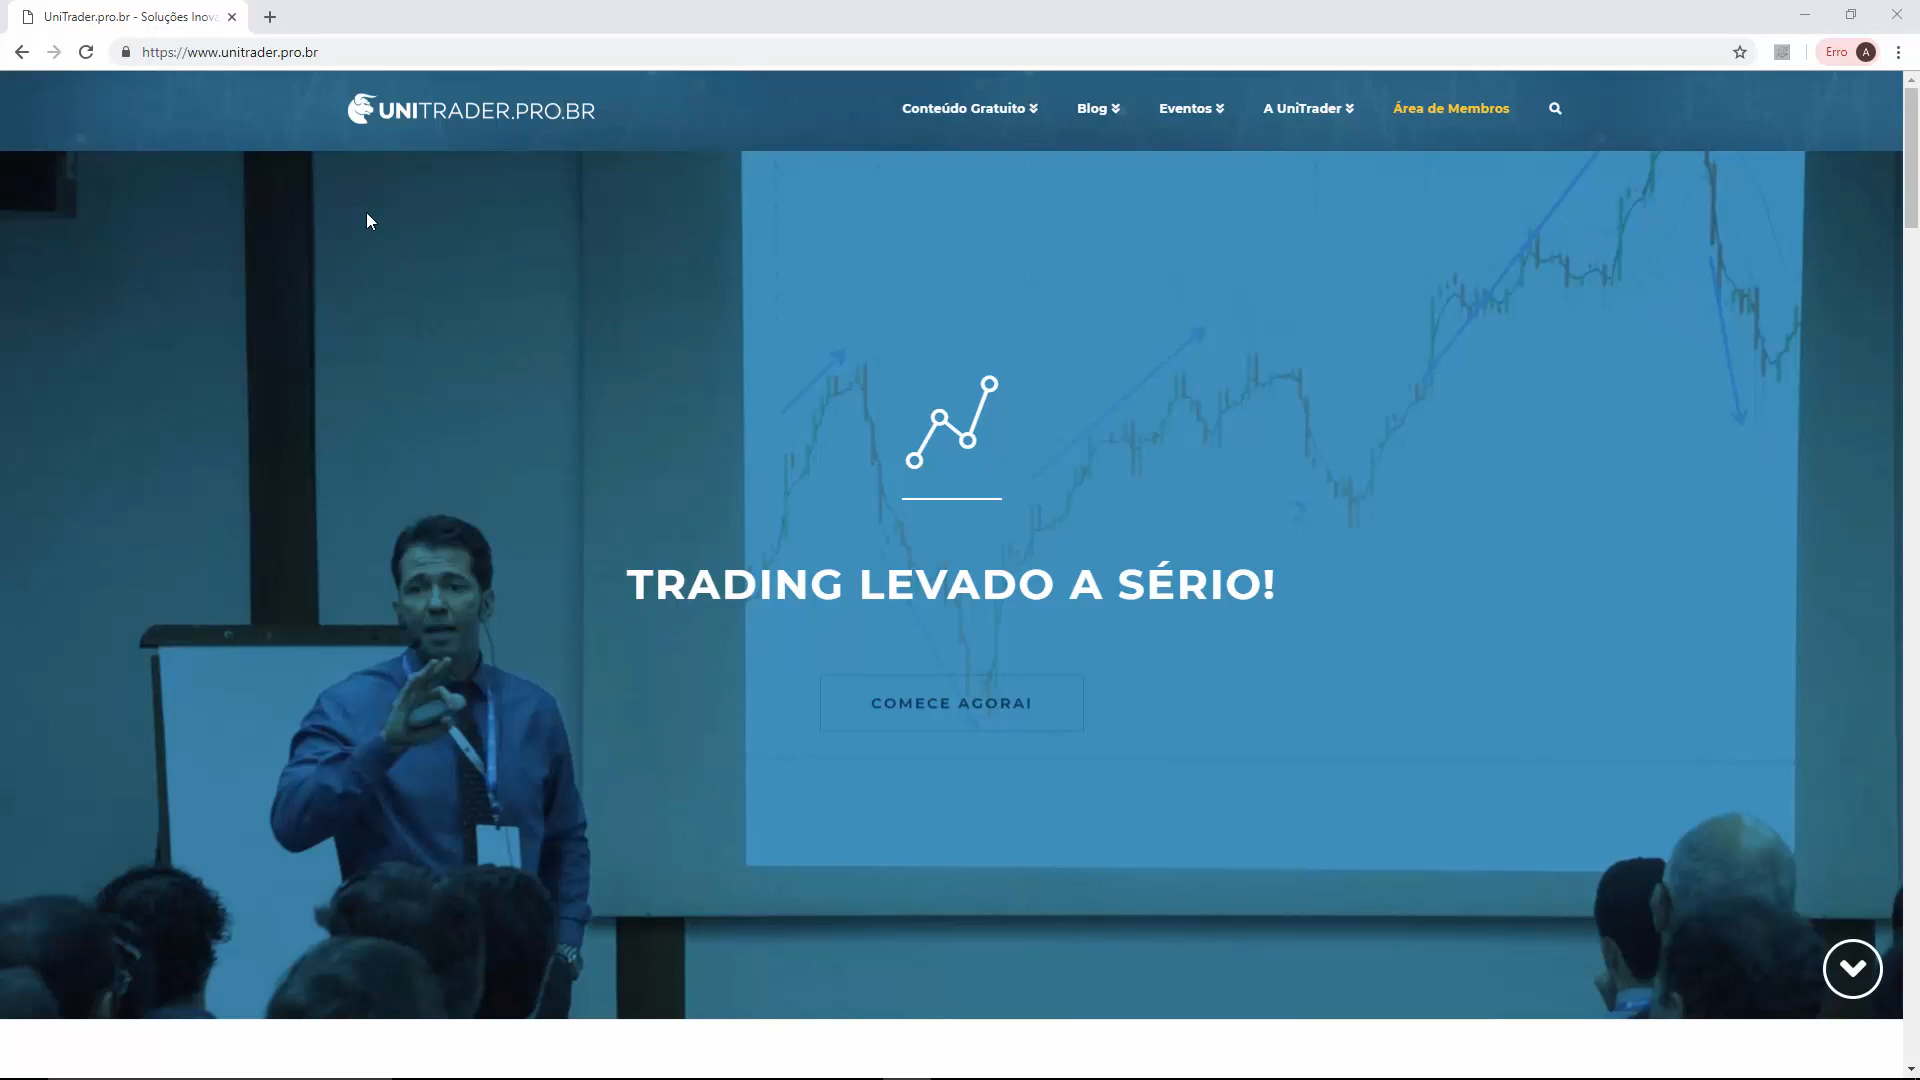 UniTrader.pro.br - Soluções Inova
https://www.unitrader.pro.br
Erro A
UNITRADER.PRO.BR
Conteúdo Gratuito Blog Eventos A UniTrader Área de Membros
TRADING LEVADO A SÉRIO!
COMECE AGORA!